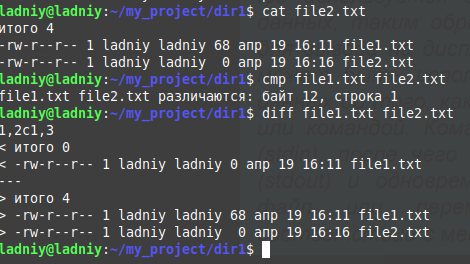 ladniy@ladniy:~/my_project/dir1$ cat file2.txt
итого 4
-rw-r--r-- 1 ladniy ladniy 68 апр 19 16:11 file1.txt
-rw-r--r-- 1 ladniy ladniy  0 апр 19 16:16 file2.txt
ladniy@ladniy:~/my_project/dir1$ cmp file1.txt file2.txt
file1.txt file2.txt различаются: байт 12, строка 1
ladniy@ladniy:~/my_project/dir1$ diff file1.txt file2.txt
1,2c1,3
< итого 0
< -rw-r--r-- 1 ladniy ladniy 0 апр 19 16:11 file1.txt
---
> итого 4
> -rw-r--r-- 1 ladniy ladniy 68 апр 19 16:11 file1.txt
> -rw-r--r-- 1 ladniy ladniy  0 апр 19 16:16 file2.txt
ladniy@ladniy:~/my_project/dir1$